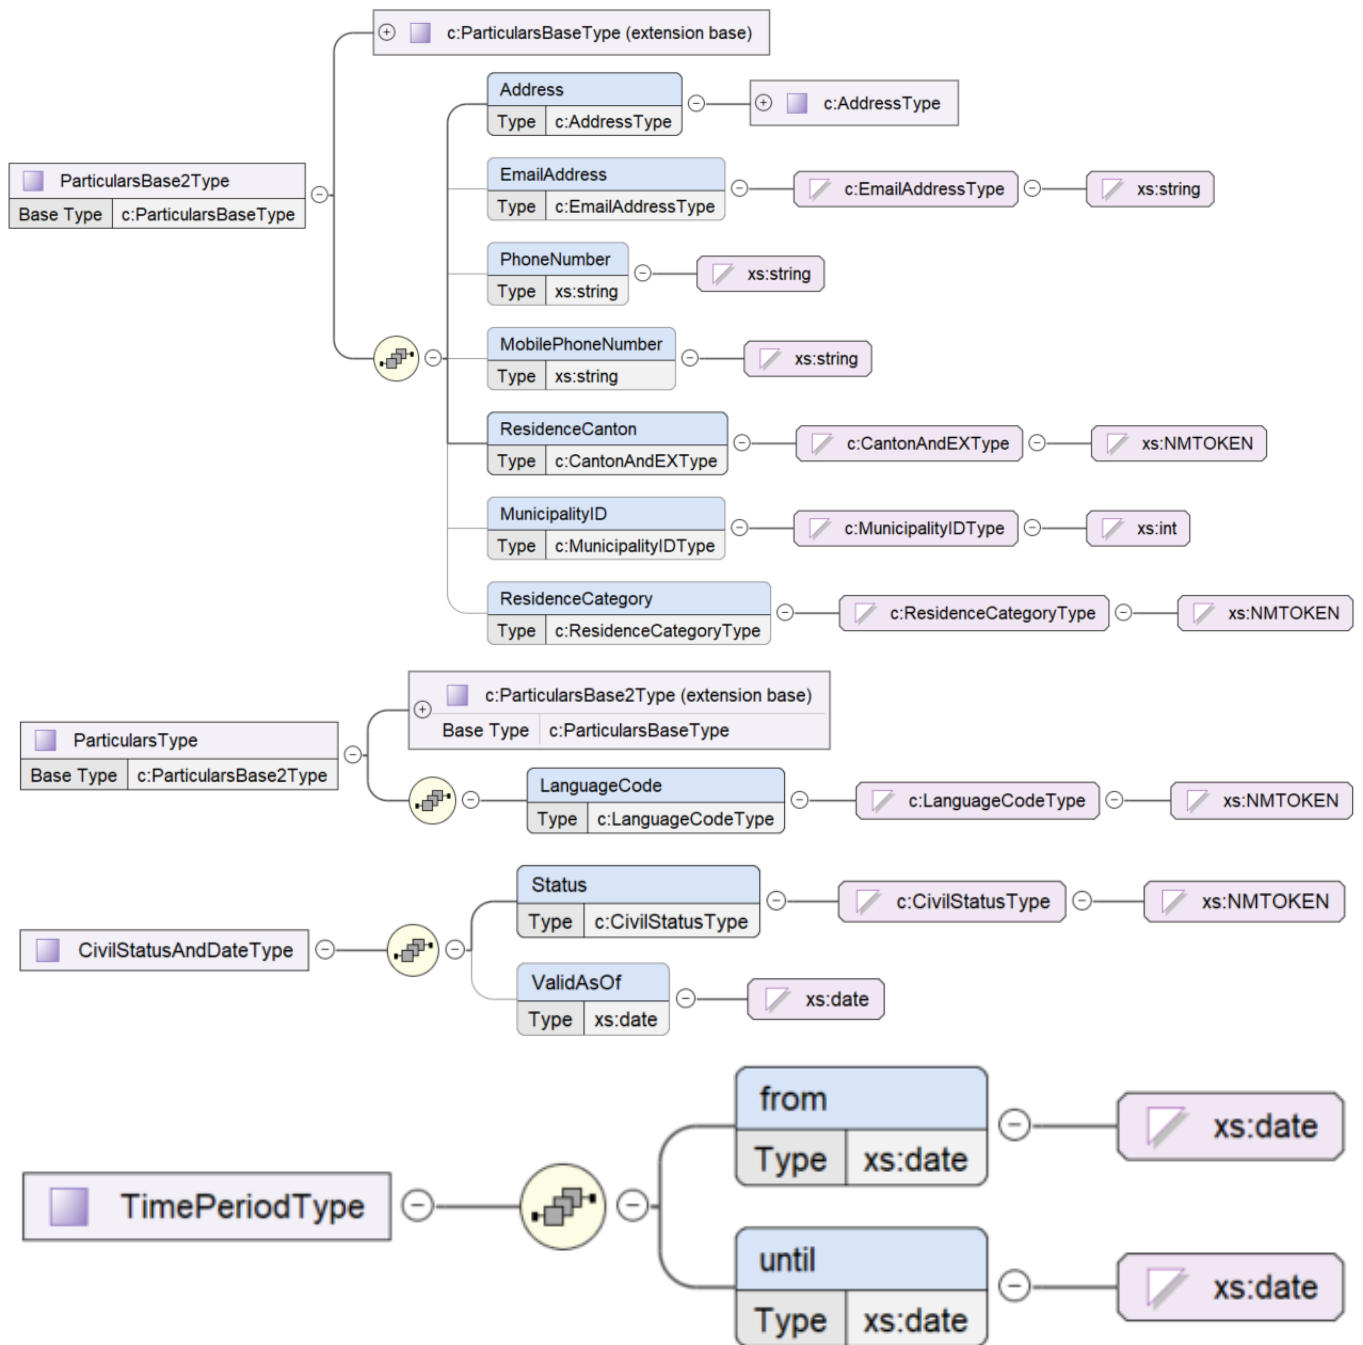 c:ParticularsBaseType (extension base)
Address
Type c:AddressType
c:AddressType
ParticularsBase2Type
Base Type c:ParticularsBaseType
EmailAddress
Type c:EmailAddressType
c:EmailAddressType
xs:string
PhoneNumber
Type xs:string
xs:string
MobilePhoneNumber
Type xs:string
xs:string
ResidenceCanton
Type c:CantonAndEXType
c:CantonAndEXType
xs:NMTOKEN
MunicipalityID
Type c:MunicipalityIDType
c:MunicipalityIDType
xs:int
ResidenceCategory
Type c:ResidenceCategoryType
c:ResidenceCategoryType
xs:NMTOKEN
c:ParticularsBase2Type (extension base)
Base Type c:ParticularsBaseType
ParticularsType
Base Type c:ParticularsBase2Type
LanguageCode
Type c:LanguageCodeType
c:LanguageCodeType
xs:NMTOKEN
Status
Type c:CivilStatusType
c:CivilStatusType
xs:NMTOKEN
CivilStatusAndDateType
ValidAsOf
Type xs:date
xs:date
from
Type xs:date
xs:date
TimePeriodType
until
Type xs:date
xs:date